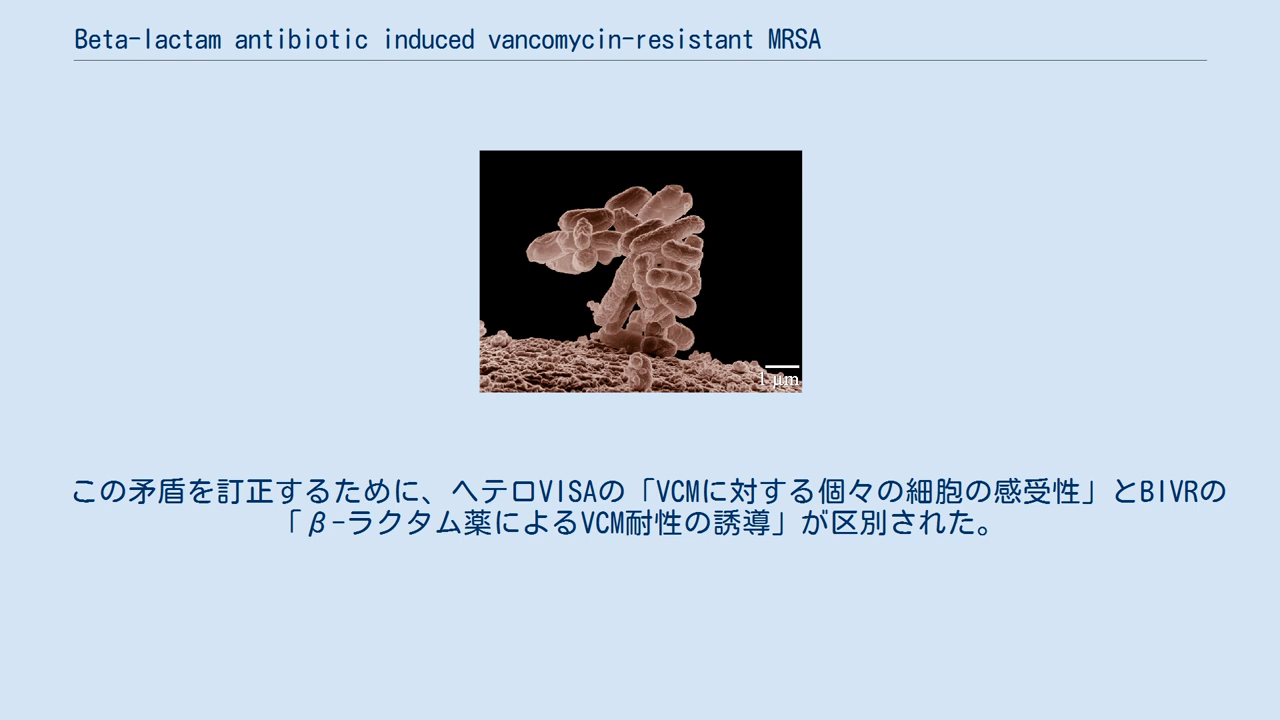 Beta-lactam antibiotic induced vancomycin-resistant MRSA
1 µm
この矛盾を訂正するために、ヘテロVISAの「VCMに対する個々の細胞の感受性」とBIVRの
「β-ラクタム薬によるVCM耐性の誘導」が区別された。